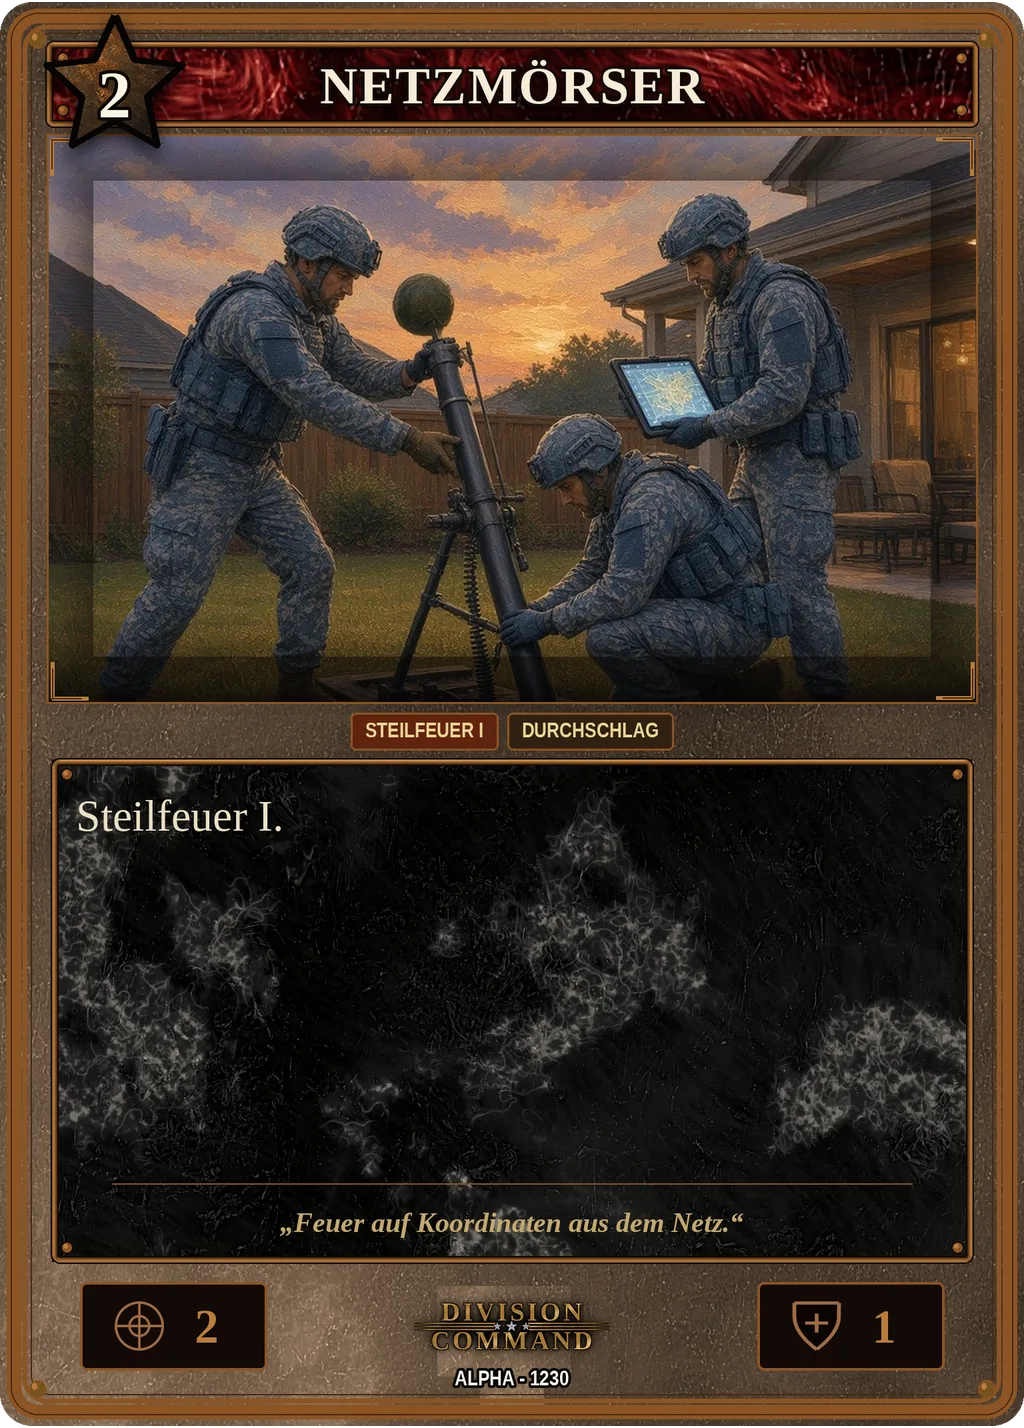 2
NETZMÖRSER
STEILFEUER I
DURCHSCHLAG
Steilfeuer I.
„Feuer auf Koordinaten aus dem Netz.“
2
DIVISION
COMMAND
ALPHA - 1230
1